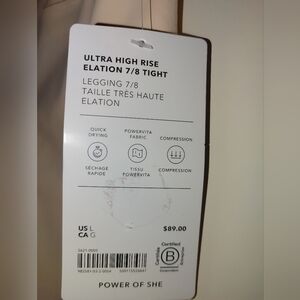 ULTRA HIGH RISE
ELATION 7/8 TIGHT
LEGGING 7/8
TAILLE TRÈS HAUTE
ELATION
QUICK
DRYING
POWERVITA
FABRIC
COMPRESSION
SÉCHAGE
RAPIDE
TISSU
POWERVITA
COMPRESSION
US L
CA G
$89.00
Certified
B
Corporation
POWER OF SHE